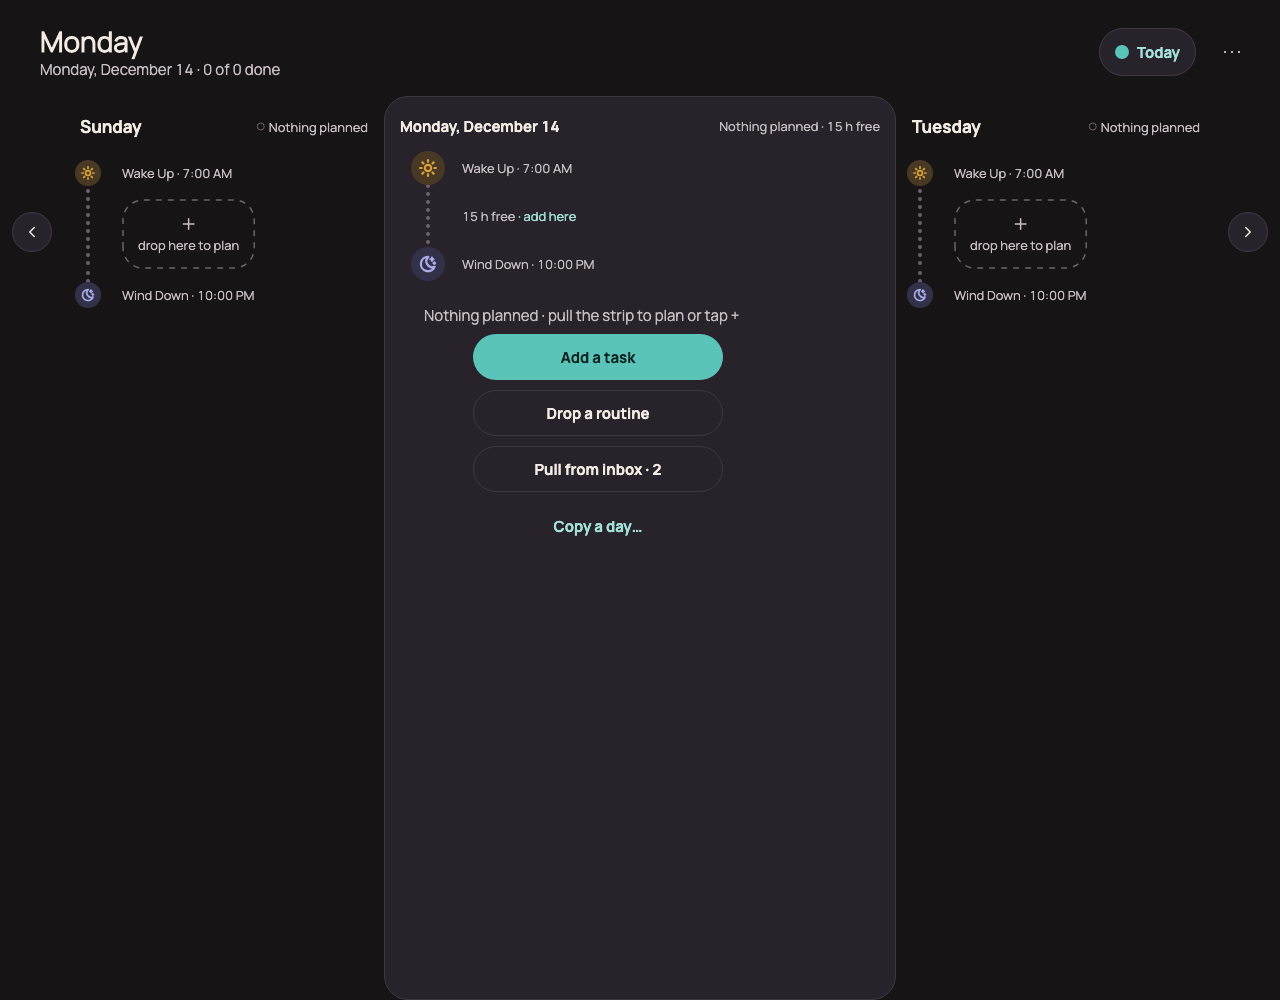 Monday
Monday, December 14 · 0 of 0 done
Today
···
Sunday
Nothing planned
Wake Up · 7:00 AM
+
drop here to plan
Wind Down · 10:00 PM
Monday, December 14
Nothing planned · 15 h free
Wake Up · 7:00 AM
15 h free · add here
Wind Down · 10:00 PM
Nothing planned · pull the strip to plan or tap +
Add a task
Drop a routine
Pull from inbox · 2
Copy a day…
Tuesday
Nothing planned
Wake Up · 7:00 AM
+
drop here to plan
Wind Down · 10:00 PM